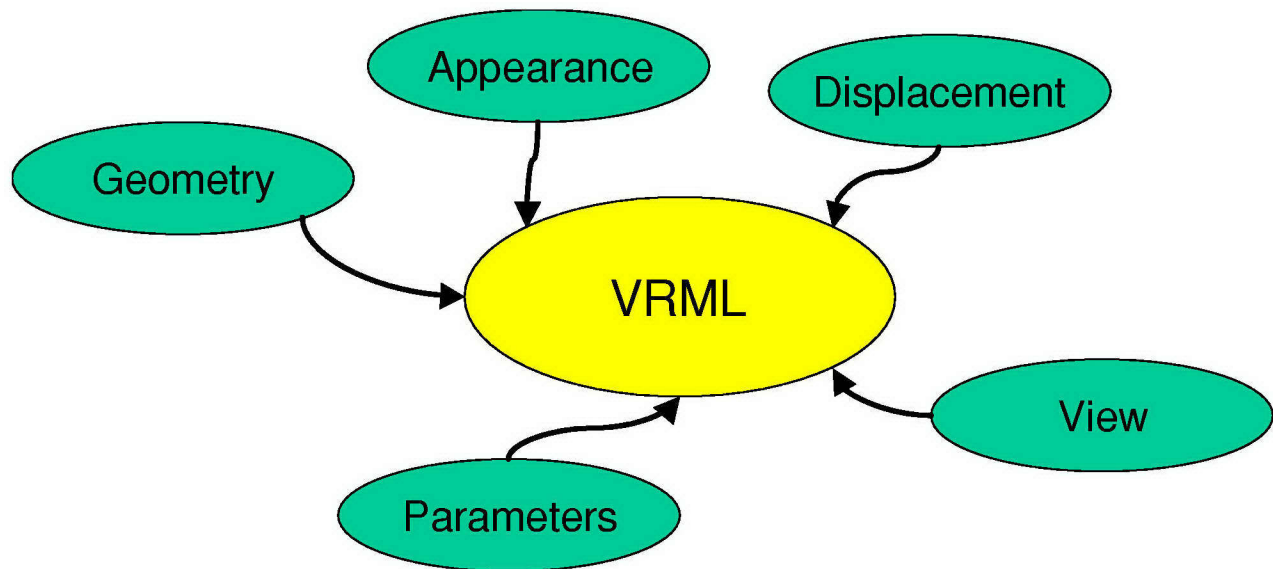 Appearance
Displacement
Geometry
VRML
View
Parameters